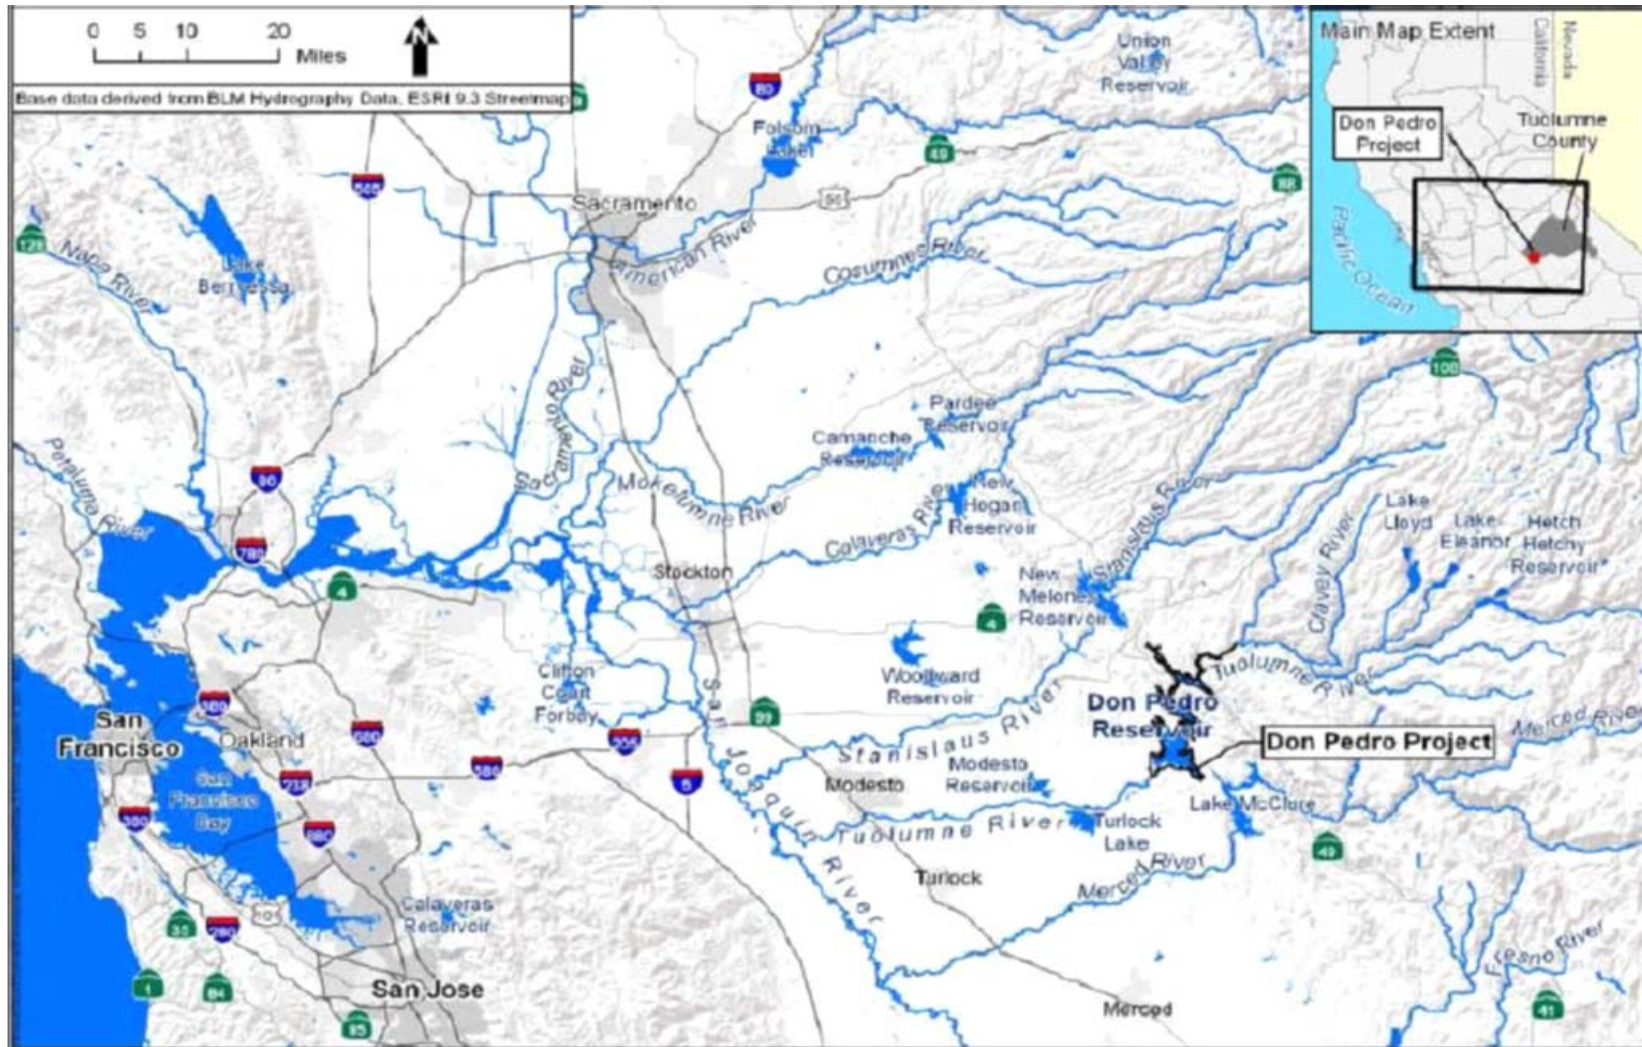 0 5 10 20
Miles
N
Base data derived from BLM Hydrography Data, ESRI 9.3 Streetmap
Main Map Extent
Nevada
California
Don Pedro
Project
Tuolumne
County
Pacific Ocean
Union
Valley
Reservoir
80
Folsom
Lake
49
88
50
Sacramento
American River
Cosumnes River
128
Napa River
Lake
Berryessa
Sacramento River
108
Pardee
Reservoir
Camanche
Reservoir
Mokelumne River
New
Hogan
Reservoir
Calaveras River
Stanislaus River
Petaluma River
80
780
4
Stockton
New
Melones
Reservoir
4
Clavey River
Lake
Lloyd
Lake
Eleanor
Hetch
Hetchy
Reservoir
Woodward
Reservoir
Clifton
Court
Forbay
Tuolumne River
Don Pedro
Reservoir
Don Pedro Project
Merced River
99
San Joaquin River
Stanislaus River
Modesto
Reservoir
Modesto
San
Francisco
Oakland
680
580
5
San
Francisco
Bay
380
880
Lake McClure
Tuolumne River
Turlock
Lake
49
Merced River
Turlock
Calaveras
Reservoir
35
280
1
84
San Jose
85
Merced
Fresno River
41